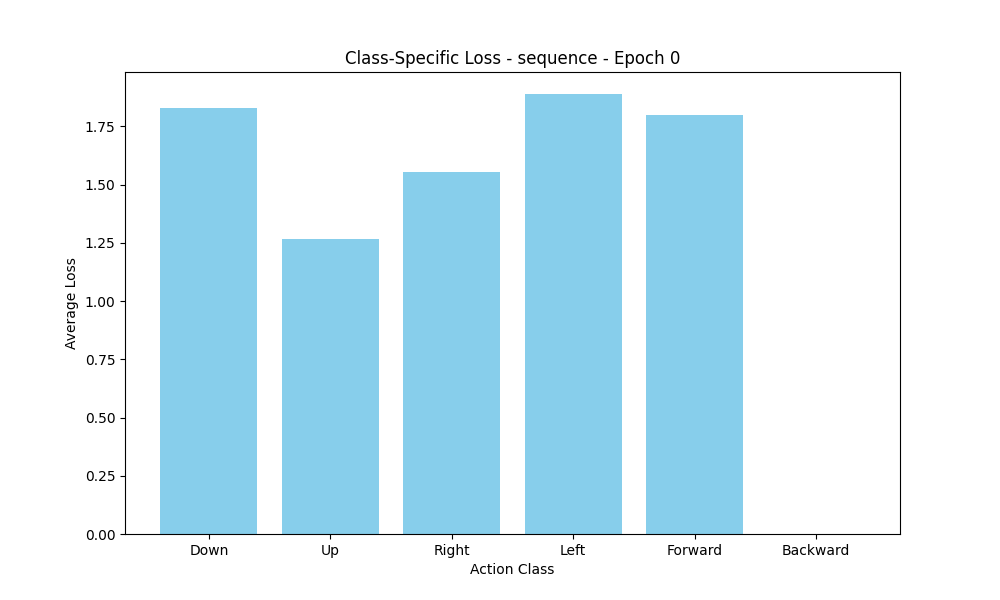 Class-Specific Loss - sequence - Epoch 0
Average Loss
1.75
1.50
1.25
1.00
0.75
0.50
0.25
0.00
Down Up Right Left Forward Backward
Action Class